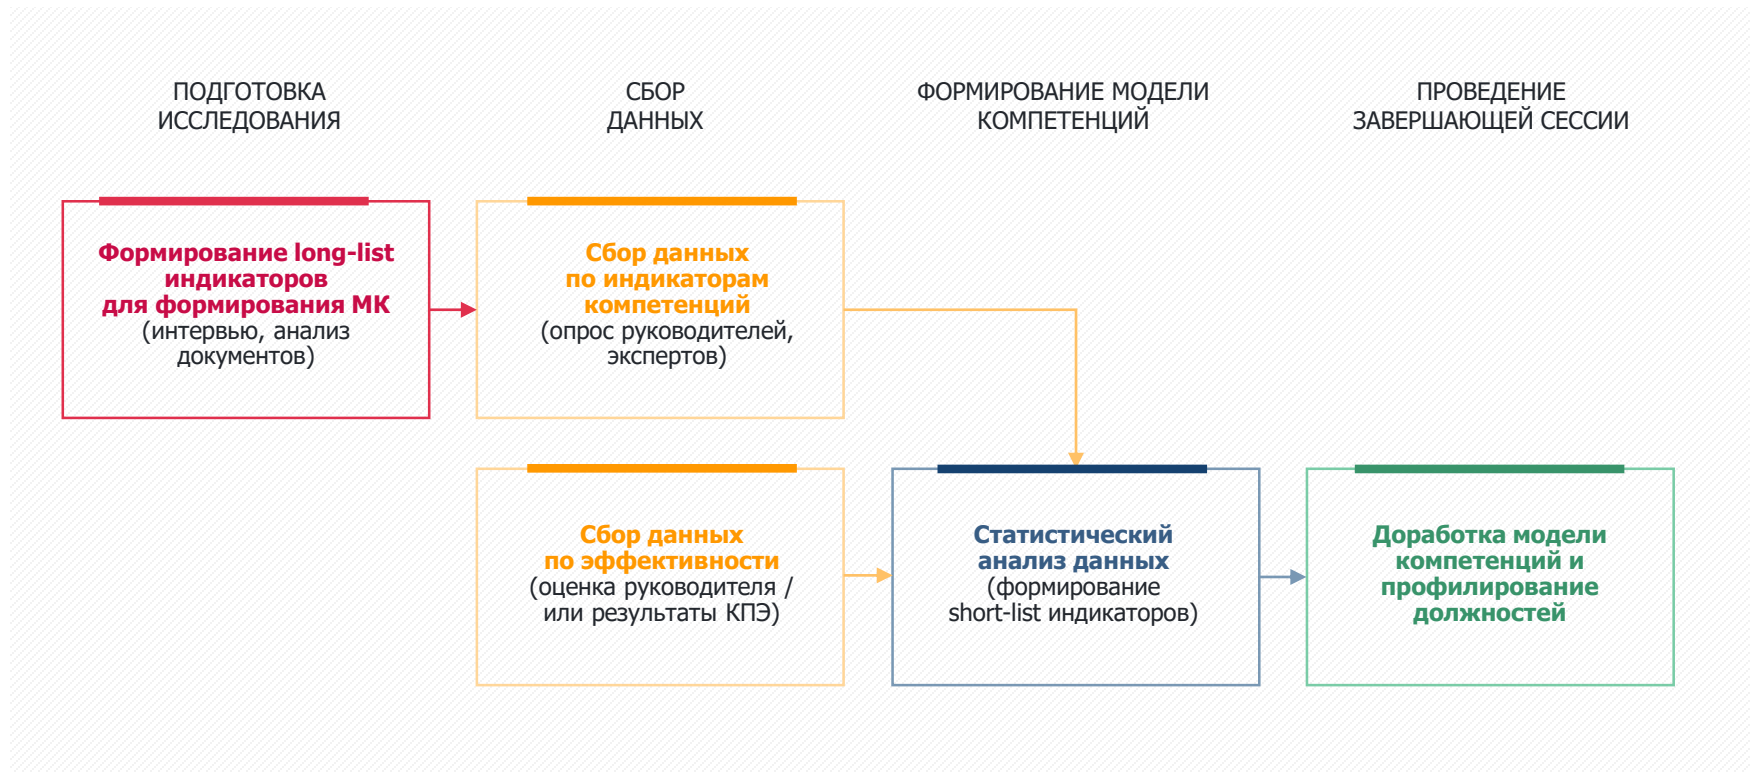 ПОДГОТОВКА
ИССЛЕДОВАНИЯ
СБОР
ДАННЫХ
ФОРМИРОВАНИЕ МОДЕЛИ
КОМПЕТЕНЦИЙ
ПРОВЕДЕНИЕ
ЗАВЕРШАЮЩЕЙ СЕССИИ
Формирование long-list
индикаторов
для формирования МК
(интервью, анализ
документов)
Сбор данных
по индикаторам
компетенций
(опрос руководителей,
экспертов)
Сбор данных
по эффективности
(оценка руководителя /
или результаты КПЭ)
Статистический
анализ данных
(формирование
short-list индикаторов)
Доработка модели
компетенций и
профилирование
должностей